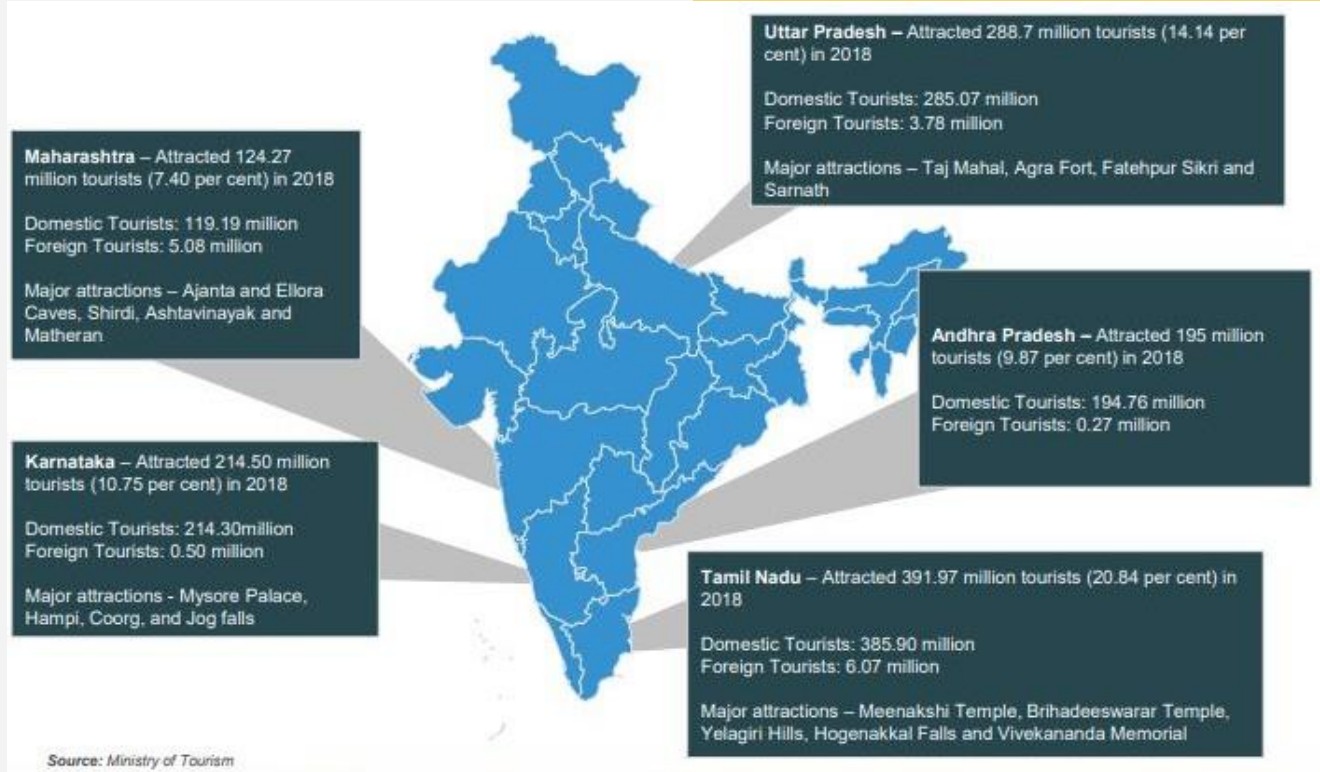 Uttar Pradesh – Attracted 288.7 million tourists (14.14 per
cent) in 2018
Domestic Tourists: 285.07 million
Foreign Tourists: 3.78 million
Major attractions – Taj Mahal, Agra Fort, Fatehpur Sikri and
Sarnath
Maharashtra – Attracted 124.27
million tourists (7.40 per cent) in 2018
Domestic Tourists: 119.19 million
Foreign Tourists: 5.08 million
Major attractions – Ajanta and Ellora
Caves, Shirdi, Ashtavinayak and
Matheran
Andhra Pradesh – Attracted 195 million
tourists (9.87 per cent) in 2018
Domestic Tourists: 194.76 million
Foreign Tourists: 0.27 million
Karnataka – Attracted 214.50 million
tourists (10.75 per cent) in 2018
Domestic Tourists: 214.30million
Foreign Tourists: 0.50 million
Major attractions - Mysore Palace,
Hampi, Coorg, and Jog falls
Tamil Nadu – Attracted 391.97 million tourists (20.84 per cent) in
2018
Domestic Tourists: 385.90 million
Foreign Tourists: 6.07 million
Major attractions – Meenakshi Temple, Brihadeeswarar Temple,
Yelagiri Hills, Hogenakkal Falls and Vivekananda Memorial
Source: Ministry of Tourism